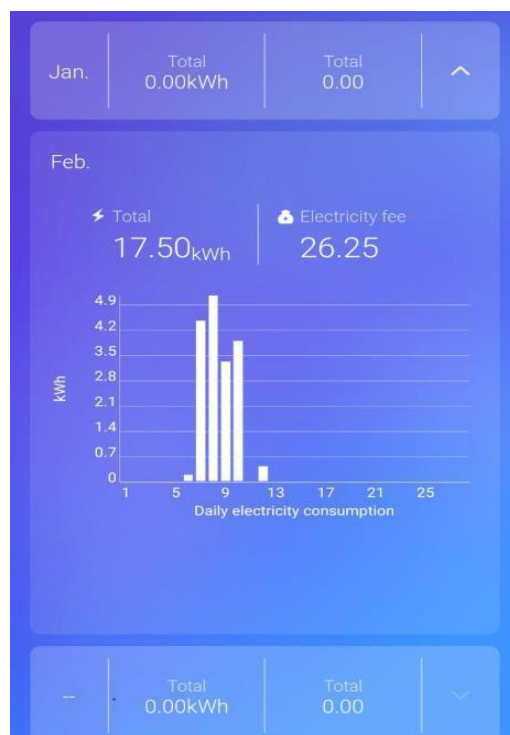 Jan.
Total
0.00kWh
Total
0.00
Feb.
Total
17.50kWh
Electricity fee
26.25
4.9
4.2
3.5
2.8
2.1
1.4
0.7
0
kWh
1 5 9 13 17 21 25
Daily electricity consumption
--
Total
0.00kWh
Total
0.00